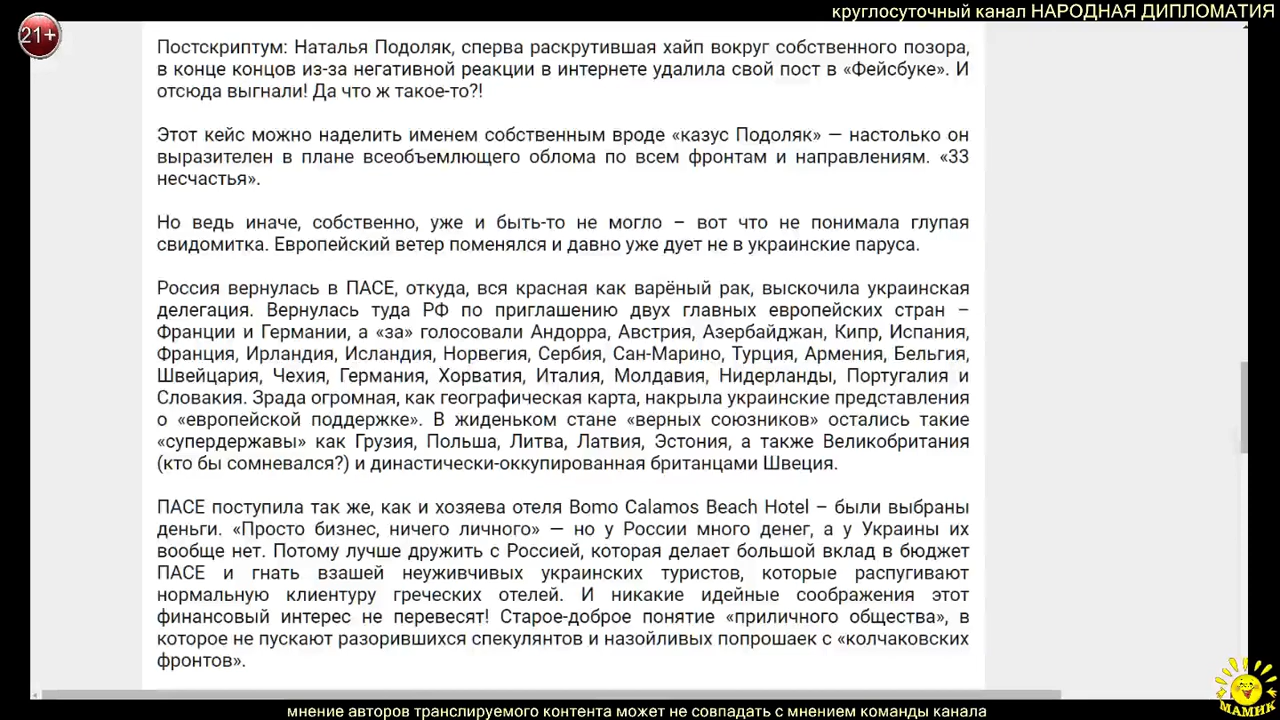 круглосуточный канал НАРОДНАЯ ДИПЛОМАТИЯ
21+
Постскриптум: Наталья Подоляк, сперва раскрутившая хайп вокруг собственного позора,
в конце концов из-за негативной реакции в интернете удалила свой пост в «Фейсбуке». И
отсюда выгнали! Да что ж такое-то?!
Этот кейс можно наделить именем собственным вроде «казус Подоляк» — настолько он
выразителен в плане всеобъемлющего облома по всем фронтам и направлениям. «33
несчастья».
Но ведь иначе, собственно, уже и быть-то не могло – вот что не понимала глупая
свидомитка. Европейский ветер поменялся и давно уже дует не в украинские паруса.
Россия вернулась в ПАСЕ, откуда, вся красная как варёный рак, выскочила украинская
делегация. Вернулась туда РФ по приглашению двух главных европейских стран –
Франции и Германии, а «за» голосовали Андорра, Австрия, Азербайджан, Кипр, Испания,
Франция, Ирландия, Исландия, Норвегия, Сербия, Сан-Марино, Турция, Армения, Бельгия,
Швейцария, Чехия, Германия, Хорватия, Италия, Молдавия, Нидерланды, Португалия и
Словакия. Зрада огромная, как географическая карта, накрыла украинские представления
о «европейской поддержке». В жиденьком стане «верных союзников» остались такие
«супердержавы» как Грузия, Польша, Литва, Латвия, Эстония, а также Великобритания
(кто бы сомневался?) и династически-оккупированная британцами Швеция.
ПАСЕ поступила так же, как и хозяева отеля Bomo Calamos Beach Hotel – были выбраны
деньги. «Просто бизнес, ничего личного» — но у России много денег, а у Украины их
вообще нет. Потому лучше дружить с Россией, которая делает большой вклад в бюджет
ПАСЕ и гнать взашей неуживчивых украинских туристов, которые распугивают
нормальную клиентуру греческих отелей. И никакие идейные соображения этот
финансовый интерес не перевесят! Старое-доброе понятие «приличного общества», в
которое не пускают разорившихся спекулянтов и назойливых попрошаек с «колчаковских
фронтов».
МАМИК
мнение авторов транслируемого контента может не совпадать с мнением команды канала